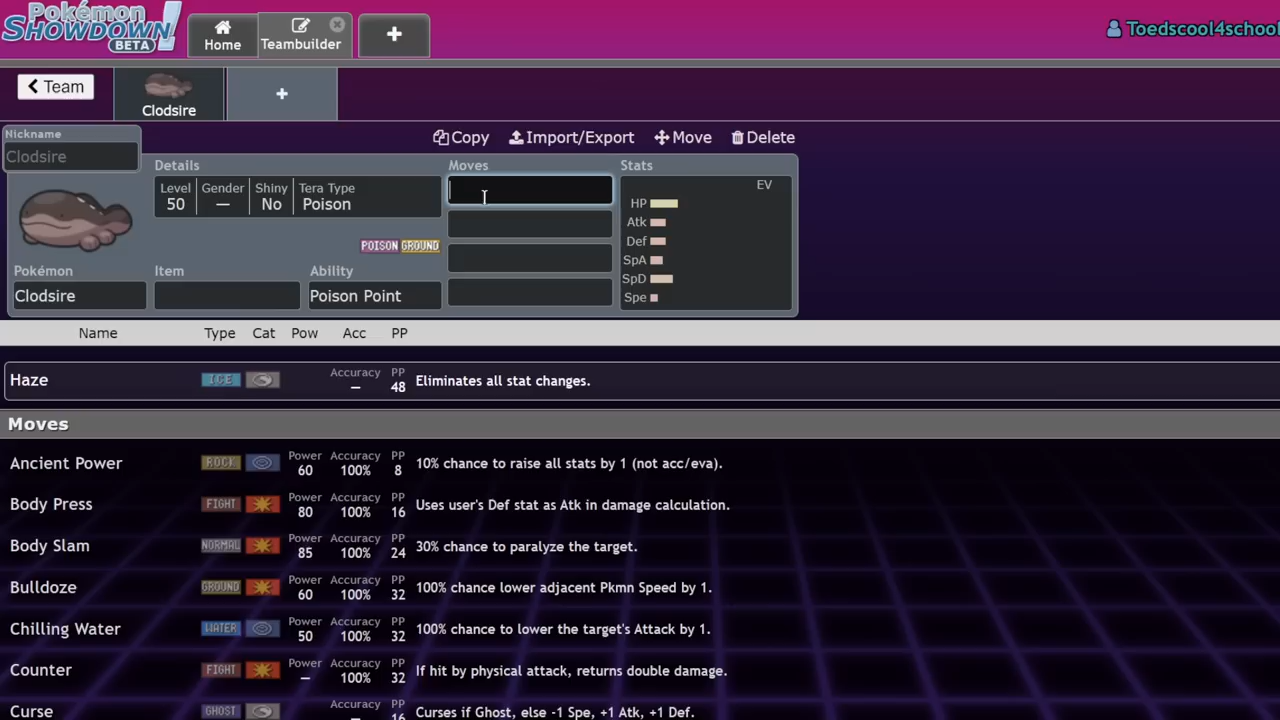 Pokémon
SHOWDOWN!
BETA
Home
Teambuilder
+
Toedscool4school
< Team
Clodsire
+
Nickname
Clodsire
Copy
Import/Export
Move
Delete
Details
Moves
Stats
Level Gender Shiny Tera Type
50 — No Poison
EV
HP
Atk
Def
SpA
SpD
Spe
POISON GROUND
Pokémon Item Ability
Clodsire Poison Point
Name Type Cat Pow Acc PP
Haze ICE Accuracy — PP 48 Eliminates all stat changes.
Moves
Ancient Power ROCK Power 60 Accuracy 100% PP 8 10% chance to raise all stats by 1 (not acc/eva).
Body Press FIGHT Power 80 Accuracy 100% PP 16 Uses user's Def stat as Atk in damage calculation.
Body Slam NORMAL Power 85 Accuracy 100% PP 24 30% chance to paralyze the target.
Bulldoze GROUND Power 60 Accuracy 100% PP 32 100% chance lower adjacent Pkmn Speed by 1.
Chilling Water WATER Power 50 Accuracy 100% PP 32 100% chance to lower the target's Attack by 1.
Counter FIGHT Power — Accuracy 100% PP 32 If hit by physical attack, returns double damage.
Curse GHOST Accuracy — PP 16 Curses if Ghost, else -1 Spe, +1 Atk, +1 Def.